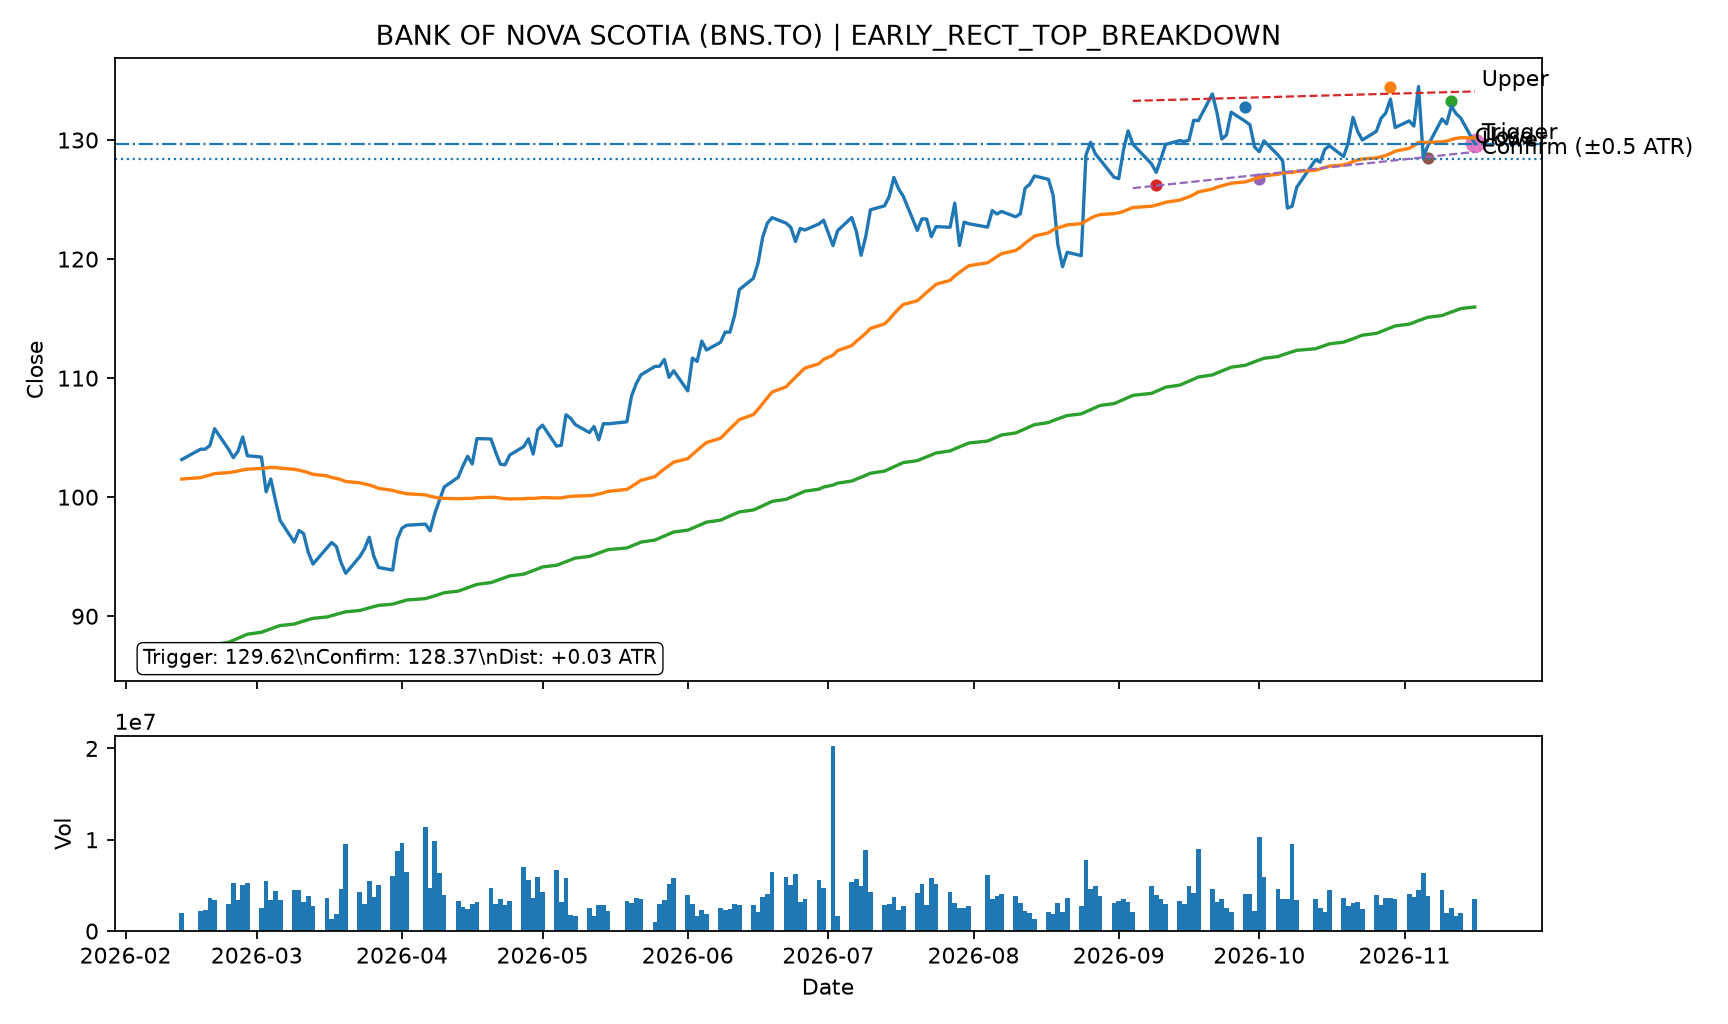 BANK OF NOVA SCOTIA (BNS.TO) | EARLY_RECT_TOP_BREAKDOWN
Upper
Trigger
Confirm (±0.5 ATR)
Close
130
120
110
100
90
Trigger: 129.62\nConfirm: 128.37\nDist: +0.03 ATR
1e7
Vol
2
1
0
2026-02 2026-03 2026-04 2026-05 2026-06 2026-07 2026-08 2026-09 2026-10 2026-11
Date